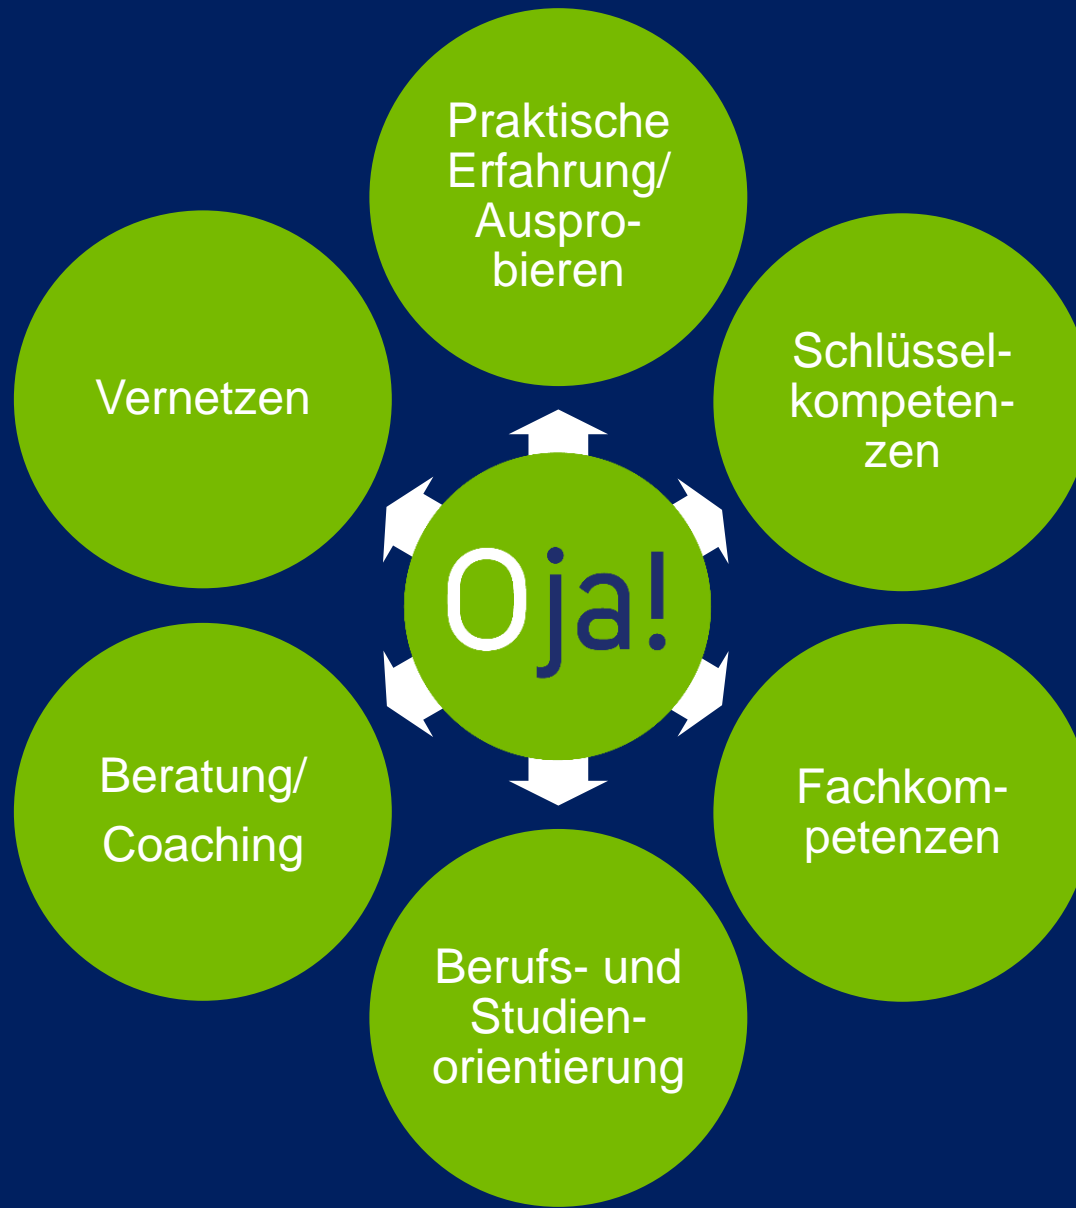 Praktische
Erfahrung/
Auspro-
bieren
Schlüssel-
kompeten-
zen
Fachkom-
petenzen
Berufs- und
Studien-
orientierung
Beratung/
Coaching
Vernetzen
Oja!